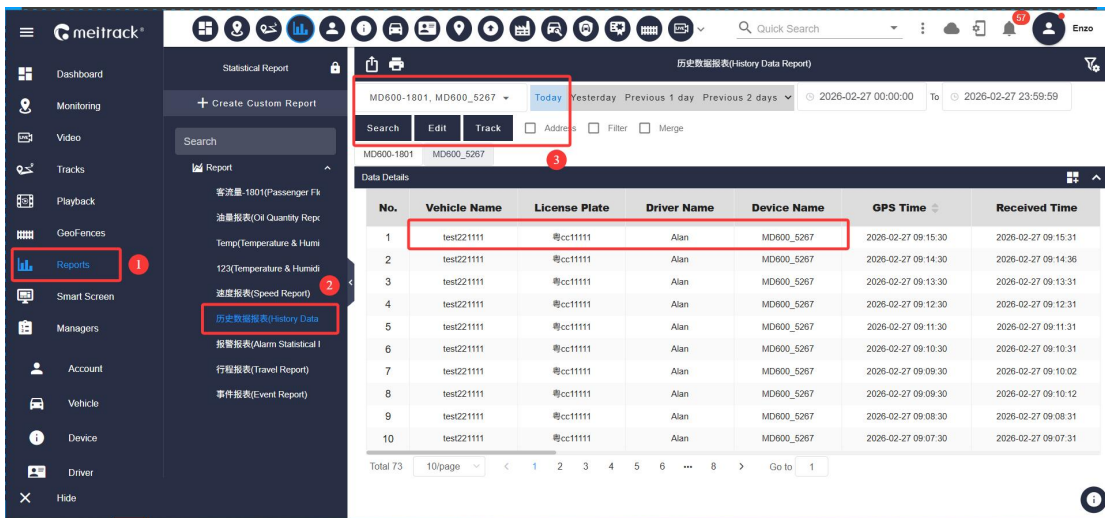 meitrack®
Quick Search
57
Enzo
Dashboard
Monitoring
Video
Tracks
Playback
GeoFences
Reports
1
Smart Screen
Managers
Account
Vehicle
Device
Driver
Hide
Statistical Report
+ Create Custom Report
Search
Report
客流量-1801(Passenger Fl
油量报表(Oil Quantity Rep
Temp(Temperature & Humi
123(Temperature & Humidi
2
速度报表(Speed Report)
历史数据报表(History Data
报警报表(Alarm Statistical
行程报表(Travel Report)
事件报表(Event Report)
历史数据报表(History Data Report)
MD600-1801, MD600_5267 Today Yesterday Previous 1 day Previous 2 days 2026-02-27 00:00:00 To 2026-02-27 23:59:59
Search Edit Track Address Filter Merge
3
MD600-1801 MD600_5267
Data Details
No. Vehicle Name License Plate Driver Name Device Name GPS Time Received Time
1 test221111 粤cc11111 Alan MD600_5267 2026-02-27 09:15:30 2026-02-27 09:15:31
2 test221111 粤cc11111 Alan MD600_5267 2026-02-27 09:14:30 2026-02-27 09:14:36
3 test221111 粤cc11111 Alan MD600_5267 2026-02-27 09:13:30 2026-02-27 09:13:31
4 test221111 粤cc11111 Alan MD600_5267 2026-02-27 09:12:30 2026-02-27 09:12:31
5 test221111 粤cc11111 Alan MD600_5267 2026-02-27 09:11:30 2026-02-27 09:11:31
6 test221111 粤cc11111 Alan MD600_5267 2026-02-27 09:10:30 2026-02-27 09:10:31
7 test221111 粤cc11111 Alan MD600_5267 2026-02-27 09:09:30 2026-02-27 09:10:02
8 test221111 粤cc11111 Alan MD600_5267 2026-02-27 09:09:30 2026-02-27 09:10:12
9 test221111 粤cc11111 Alan MD600_5267 2026-02-27 09:08:30 2026-02-27 09:08:31
10 test221111 粤cc11111 Alan MD600_5267 2026-02-27 09:07:30 2026-02-27 09:07:31
Total 73 10/page < 1 2 3 4 5 6 ••• 8 > Go to 1